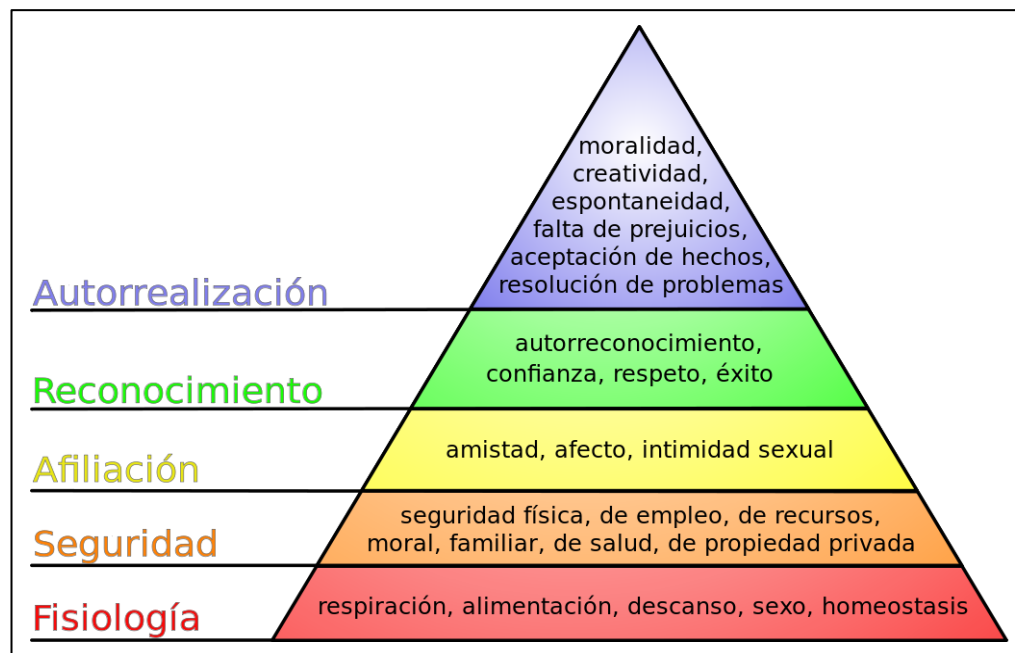 moralidad,
creatividad,
espontaneidad,
falta de prejuicios,
aceptación de hechos,
resolución de problemas
Autorrealización
autorreconocimiento,
confianza, respeto, éxito
Reconocimiento
amistad, afecto, intimidad sexual
Afiliación
seguridad física, de empleo, de recursos,
moral, familiar, de salud, de propiedad privada
Seguridad
respiración, alimentación, descanso, sexo, homeostasis
Fisiología